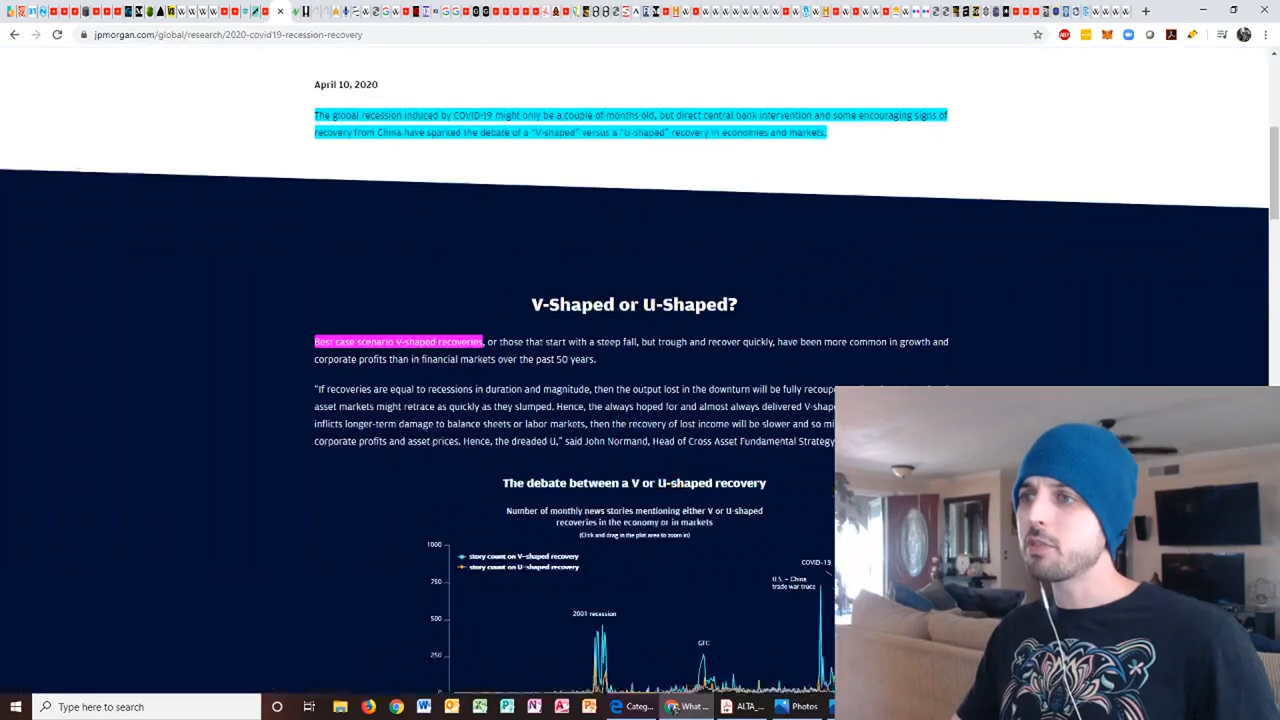 jpmorgan.com/global/research/2020-covid19-recession-recovery
April 10, 2020
The global recession induced by COVID-19 might only be a couple of months old, but direct central bank intervention and some encouraging signs of
recovery from China have sparked the debate of a “V-shaped” versus a “U-shaped” recovery in economies and markets.
V-Shaped or U-Shaped?
Best case scenario V-shaped recoveries, or those that start with a steep fall, but trough and recover quickly, have been more common in growth and
corporate profits than in financial markets over the past 50 years.
“If recoveries are equal to recessions in duration and magnitude, then the output lost in the downturn will be fully
asset markets might retrace as quickly as they slumped. Hence, the always hoped for and almost always delivered
inflicts longer-term damage to balance sheets or labor markets, then the recovery of lost income will be slower and so
corporate profits and asset prices. Hence, the dreaded U,” said John Normand, Head of Cross Asset Fundamental Strategy
The debate between a V or U-shaped recovery
Number of monthly news stories mentioning either V or U-shaped
recoveries in the economy or in markets
(Click and drag in the plot area to zoom in)
1000
story count on V-shaped recovery
COVID-19
story count on U-shaped recovery
750
U.S. - China
trade war truce
500
2001 recession
250
GFC
Type here to search
Categ...
What ...
ALTA_...
Photos